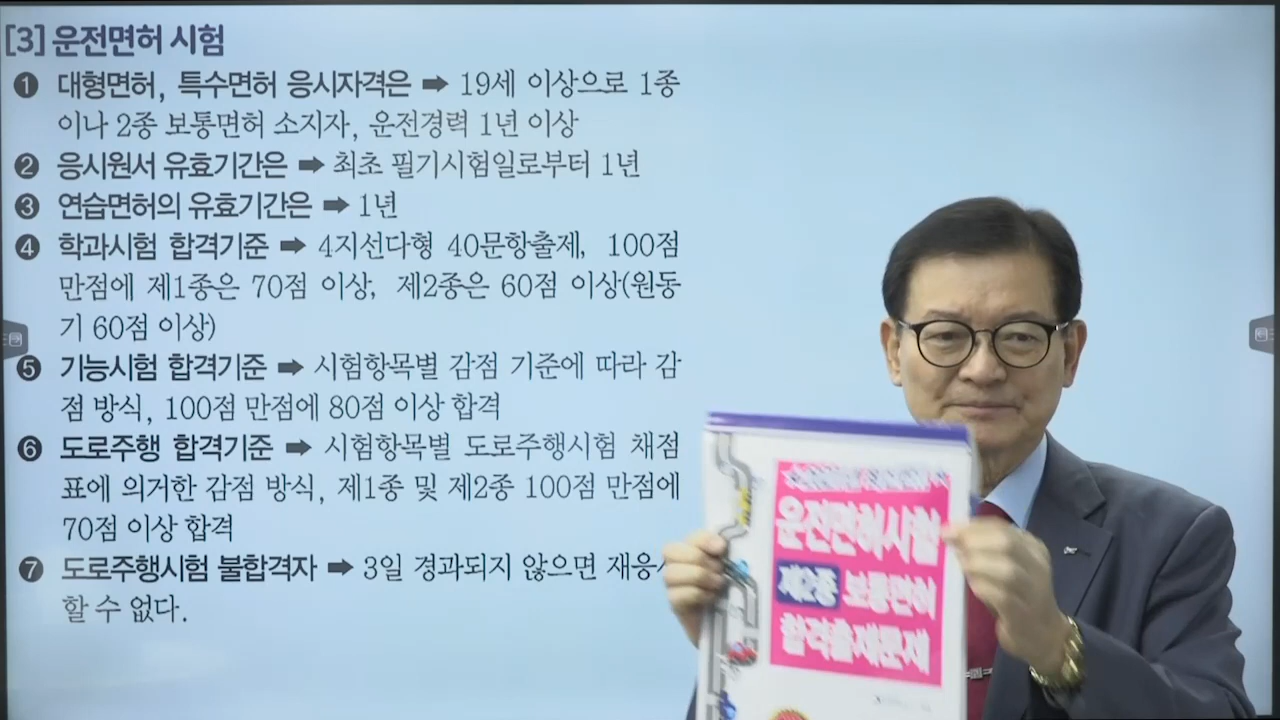 [3] 운전면허 시험
❶ 대형면허, 특수면허 응시자격은 ➡ 19세 이상으로 1종
이나 2종 보통면허 소지자, 운전경력 1년 이상
❷ 응시원서 유효기간은 ➡ 최초 필기시험일로부터 1년
❸ 연습면허의 유효기간은 ➡ 1년
❹ 학과시험 합격기준 ➡ 4지선다형 40문항출제, 100점
만점에 제1종은 70점 이상, 제2종은 60점 이상(원동
기 60점 이상)
❺ 기능시험 합격기준 ➡ 시험항목별 감점 기준에 따라 감
점 방식, 100점 만점에 80점 이상 합격
❻ 도로주행 합격기준 ➡ 시험항목별 도로주행시험 채점
표에 의거한 감점 방식, 제1종 및 제2종 100점 만점에
70점 이상 합격
❼ 도로주행시험 불합격자 ➡ 3일 경과되지 않으면 재응
할 수 없다.
운전면허시험
제2종 보통면허
합격출제문제